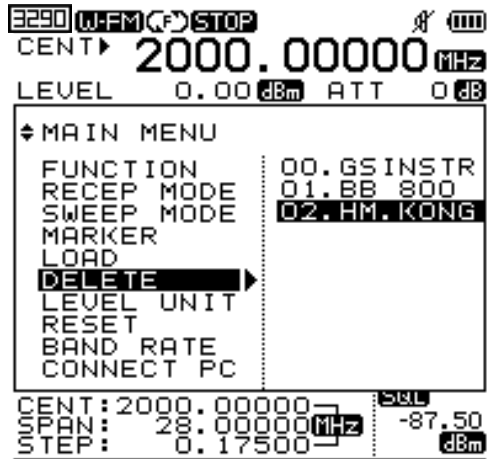 3290 W-FM (F) STOP
CENT 2000.00000 MHz
LEVEL 0.00 dBm ATT 0 dB
MAIN MENU
FUNCTION
RECEP MODE
SWEEP MODE
MARKER
LOAD
DELETE
LEVEL UNIT
RESET
BAND RATE
CONNECT PC
00.GSINSTR
01.BB 800
02.HM.KONG
CENT:2000.00000
SPAN: 28.00000 MHz
STEP: 0.17500
SQL
-87.50
dBm